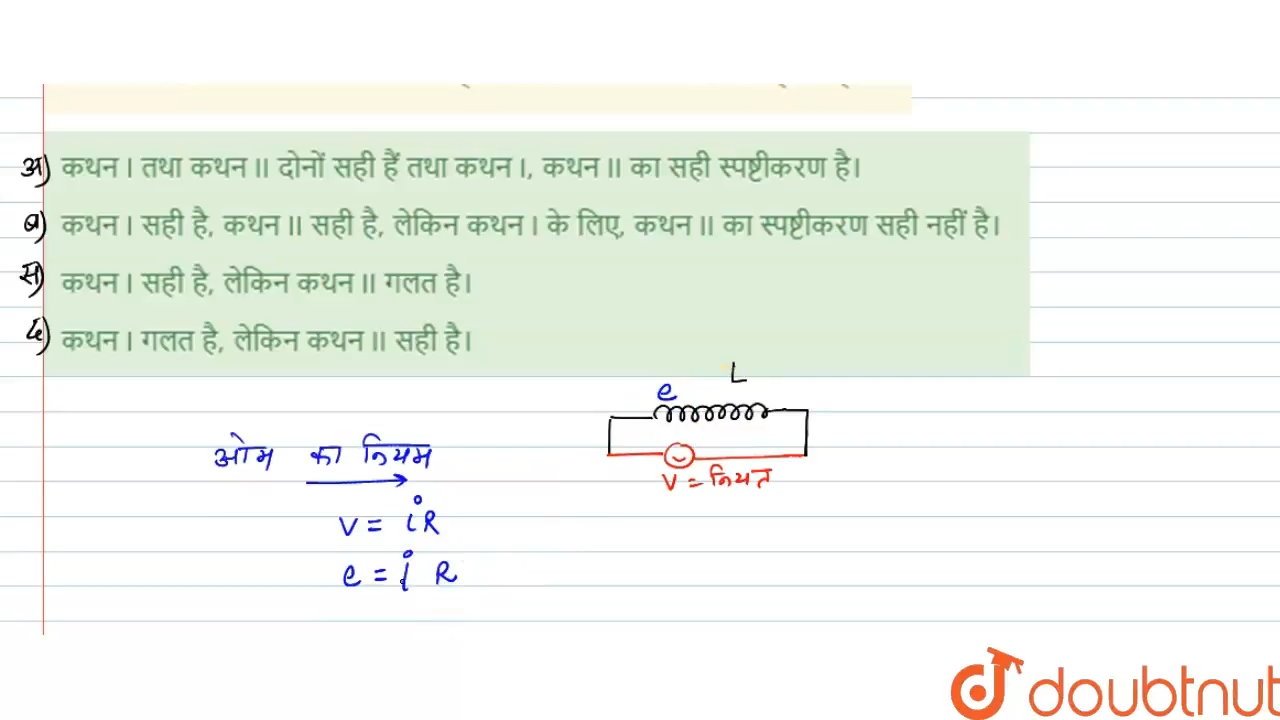 अ) कथन I तथा कथन II दोनों सही हैं तथा कथन I, कथन II का सही स्पष्टीकरण है।
ब) कथन I सही है, कथन II सही है, लेकिन कथन I के लिए, कथन II का स्पष्टीकरण सही नहीं है।
स) कथन I सही है, लेकिन कथन II गलत है।
द) कथन I गलत है, लेकिन कथन II सही है।
L
e
ओम का नियम
V = नियत
V = iR
e = i R
doubtnut